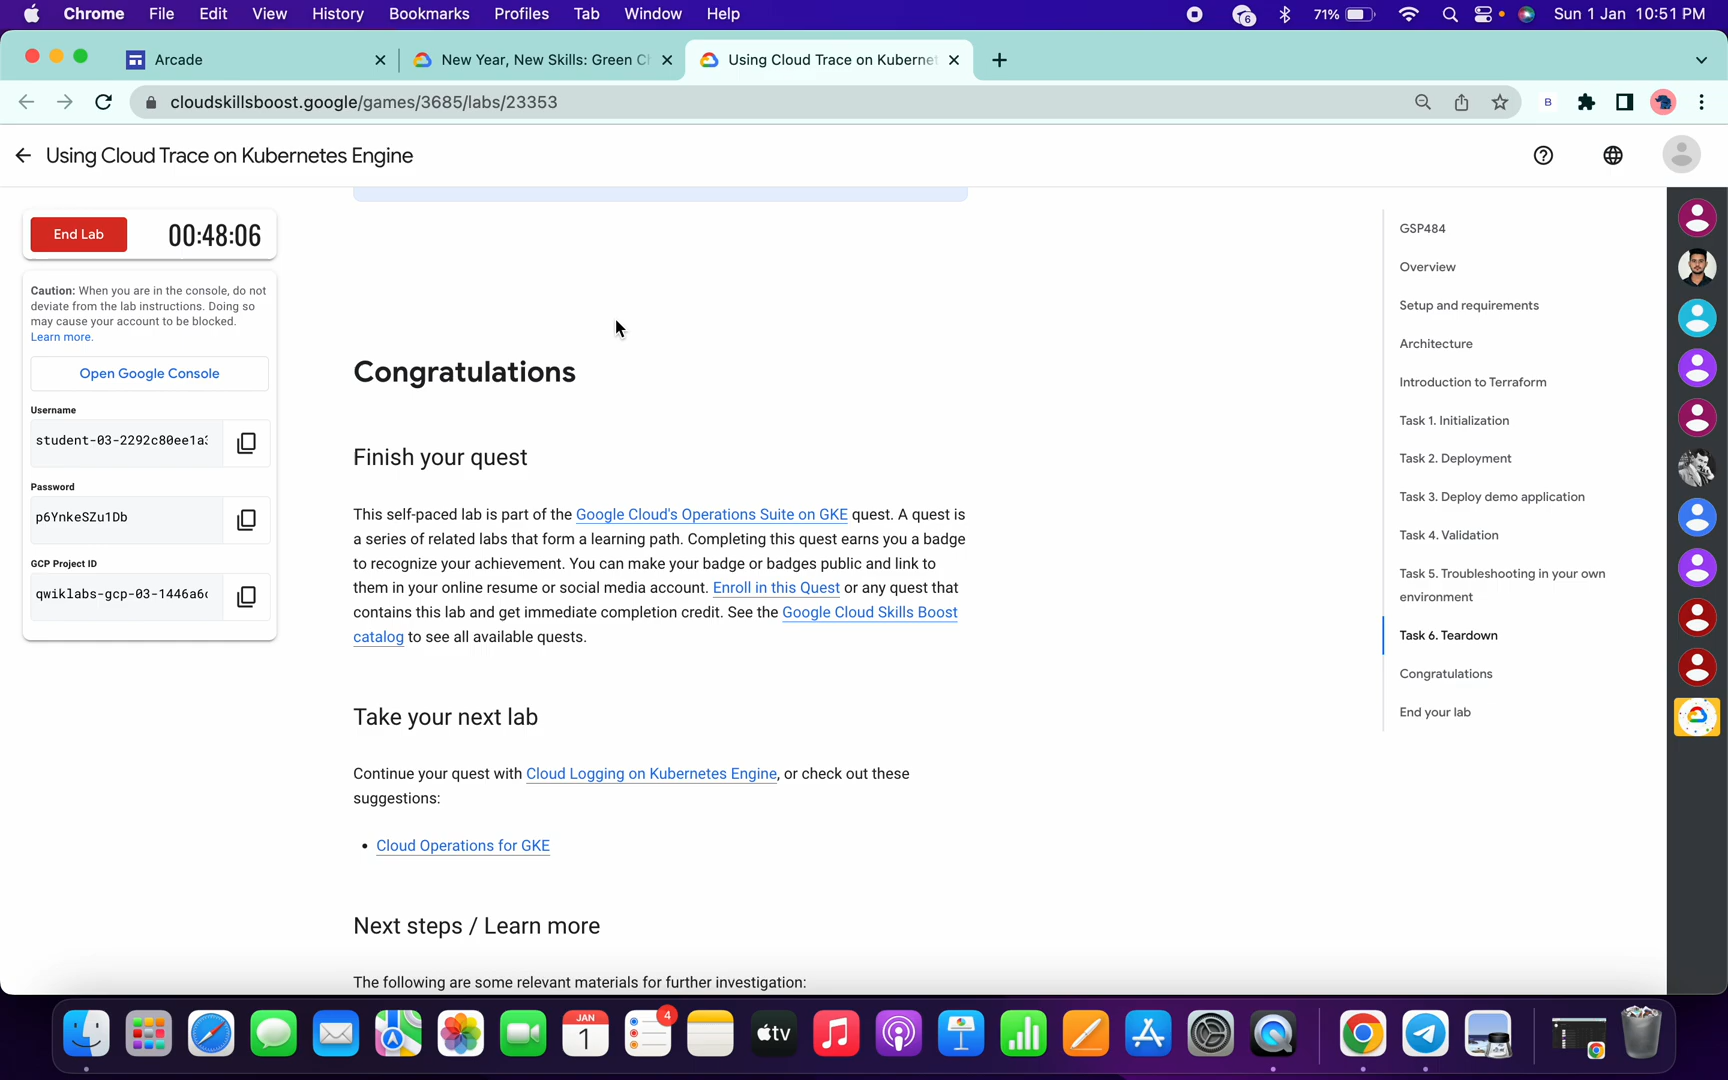 Chrome File Edit View History Bookmarks Profiles Tab Window Help
6 71% Sun 1 Jan 10:51 PM
Arcade
New Year, New Skills: Green Ch
Using Cloud Trace on Kuberne
cloudskillsboost.google/games/3685/labs/23353
B
Using Cloud Trace on Kubernetes Engine
End Lab 00:48:06
Caution: When you are in the console, do not
deviate from the lab instructions. Doing so
may cause your account to be blocked.
Learn more.
Open Google Console
Username
student-03-2292c80ee1a3
Password
p6YnkeSZu1Db
GCP Project ID
qwiklabs-gcp-03-1446a6
Congratulations
Finish your quest
This self-paced lab is part of the Google Cloud's Operations Suite on GKE quest. A quest is
a series of related labs that form a learning path. Completing this quest earns you a badge
to recognize your achievement. You can make your badge or badges public and link to
them in your online resume or social media account. Enroll in this Quest or any quest that
contains this lab and get immediate completion credit. See the Google Cloud Skills Boost
catalog to see all available quests.
Take your next lab
Continue your quest with Cloud Logging on Kubernetes Engine, or check out these
suggestions:
• Cloud Operations for GKE
Next steps / Learn more
The following are some relevant materials for further investigation:
GSP484
Overview
Setup and requirements
Architecture
Introduction to Terraform
Task 1. Initialization
Task 2. Deployment
Task 3. Deploy demo application
Task 4. Validation
Task 5. Troubleshooting in your own
environment
Task 6. Teardown
Congratulations
End your lab
JAN
1
4
tv